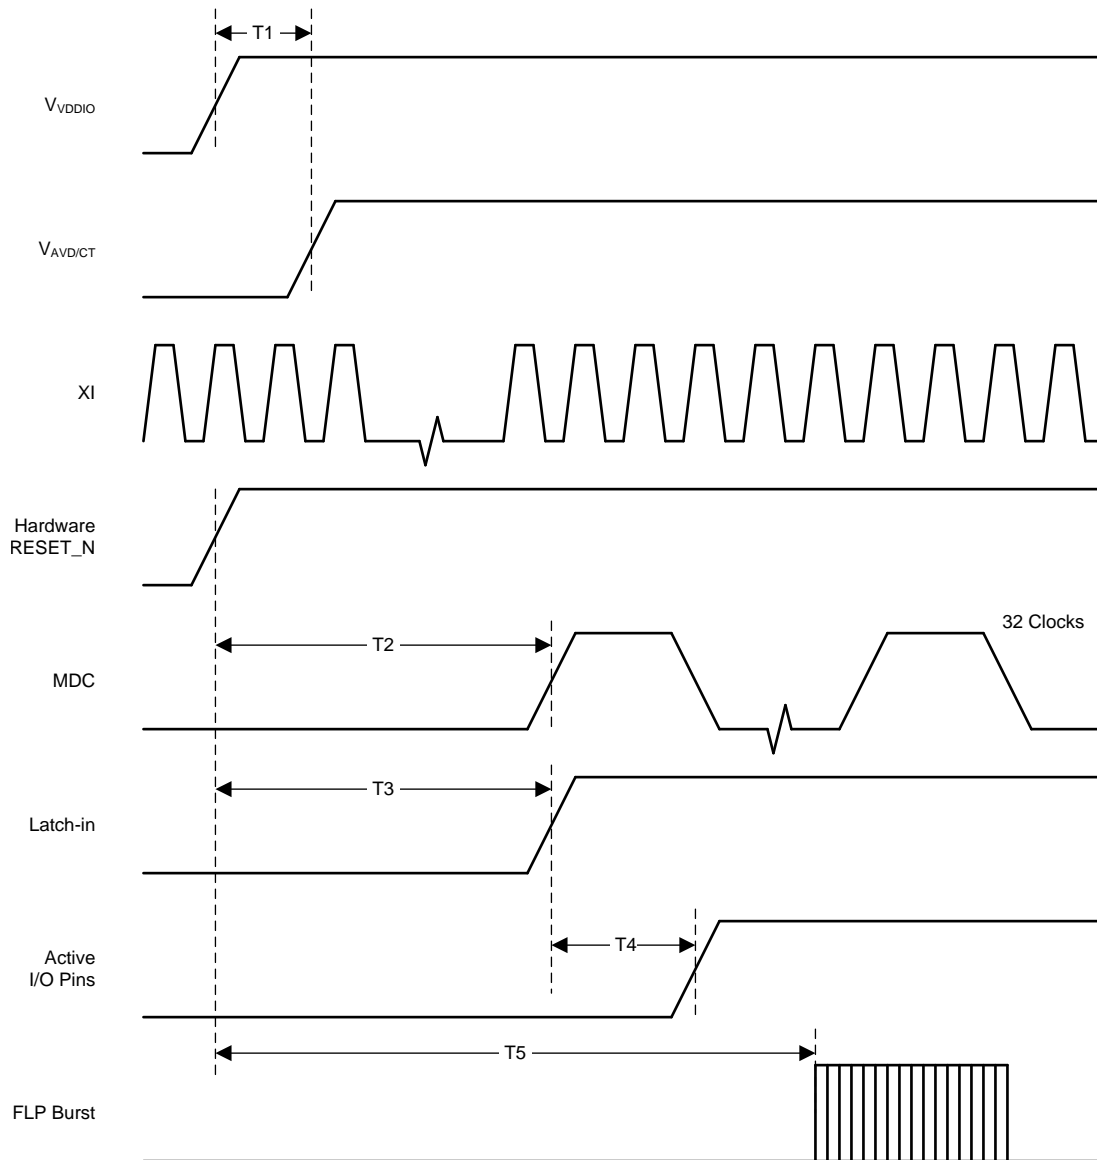 T1
VVDDIO
VAVD/CT
XI
Hardware
RESET_N
32 Clocks
T2
MDC
T3
Latch-in
T4
Active
I/O Pins
T5
FLP Burst